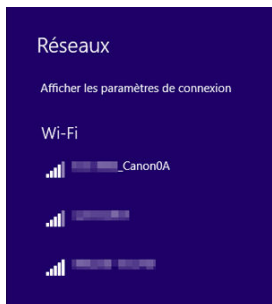 Réseaux
Afficher les paramètres de connexion
Wi-Fi
_Canon0A